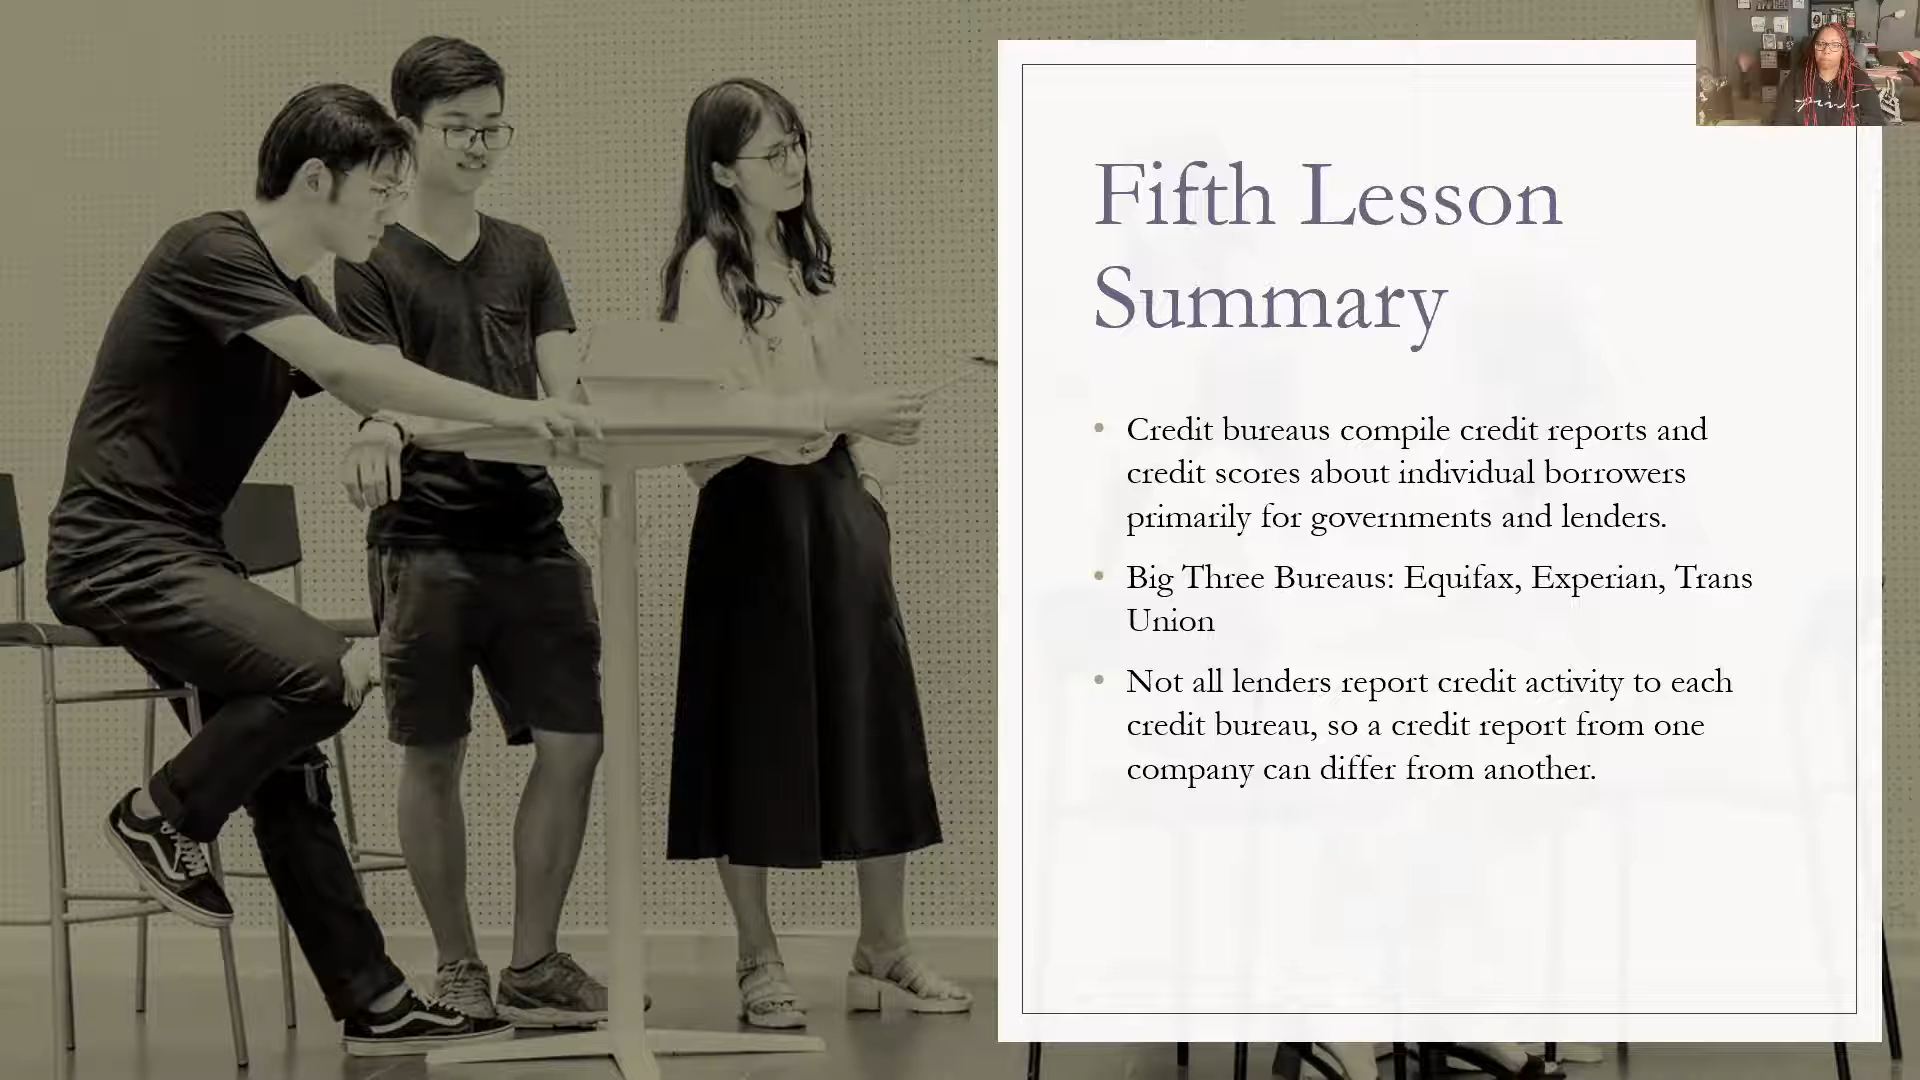 Fifth Lesson
Summary
• Credit bureaus compile credit reports and
credit scores about individual borrowers
primarily for governments and lenders.
• Big Three Bureaus: Equifax, Experian, Trans
Union
• Not all lenders report credit activity to each
credit bureau, so a credit report from one
company can differ from another.